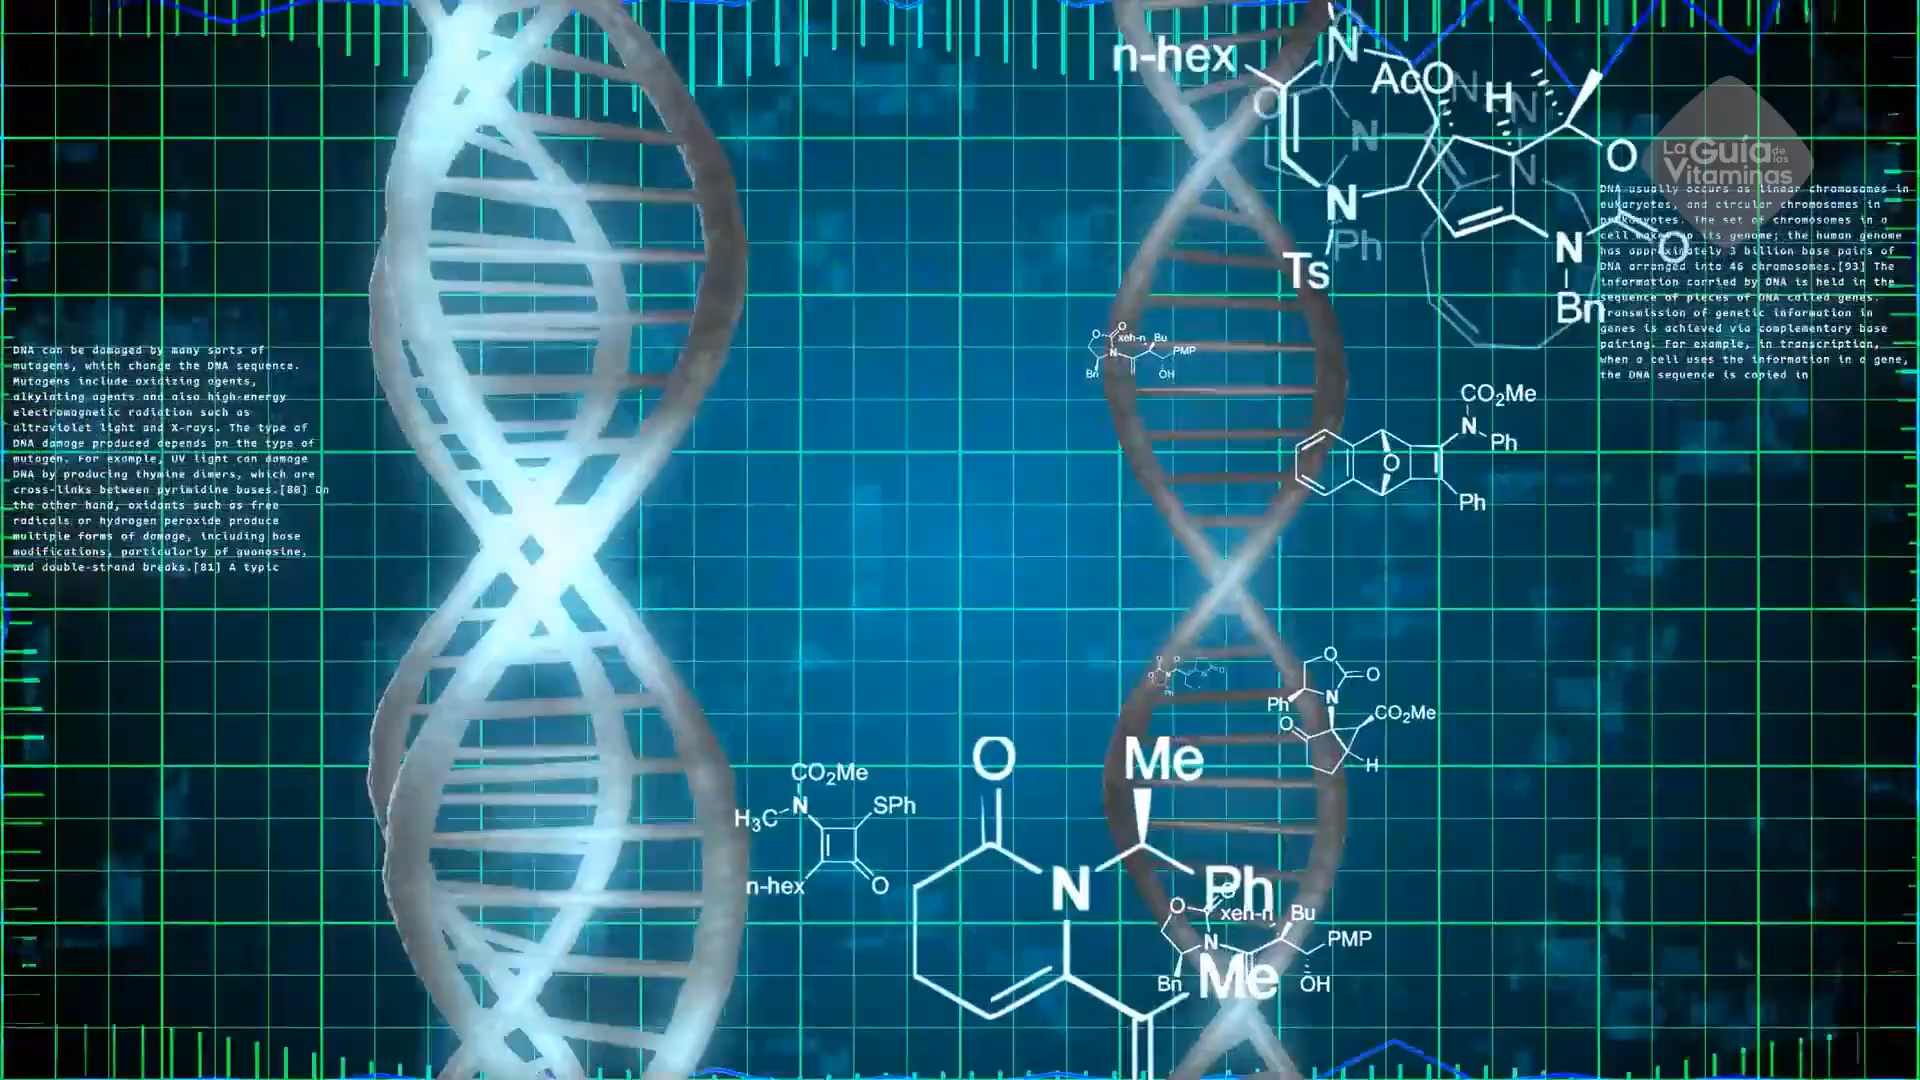 DNA can be damaged by many sorts of
mutagens, which change the DNA sequence.
Mutagens include oxidizing agents,
alkylating agents and also high-energy
electromagnetic radiation such as
ultraviolet light and X-rays. The type of
DNA damage produced depends on the type of
mutagen. For example, UV light can damage
DNA by producing thymine dimers, which are
cross-links between pyrimidine bases.[80] On
the other hand, oxidants such as free
radicals or hydrogen peroxide produce
multiple forms of damage, including base
modifications, particularly of guanosine,
and double-strand breaks.[81] A typic
n-hex
N
AcO
H
O
N
Ts
Ph
N
O
Bn
O
N
N
N
N
La Guía de las
Vitaminas
DNA usually occurs as linear chromosomes in
eukaryotes, and circular chromosomes in
prokaryotes. The set of chromosomes in a
cell makes up its genome; the human genome
has approximately 3 billion base pairs of
DNA arranged into 46 chromosomes.[93] The
information carried by DNA is held in the
sequence of pieces of DNA called genes.
Transmission of genetic information in
genes is achieved via complementary base
pairing. For example, in transcription,
when a cell uses the information in a gene,
the DNA sequence is copied in
O
O
xeh-n
Bu
N
PMP
Bn
OH
CO2Me
N
Ph
O
Ph
O
O
N
Ph
O
CO2Me
H
CO2Me
N
SPh
H3C
n-hex
O
O
Me
N
Ph
Me
O
xeh-n
Bu
N
PMP
Bn
OH